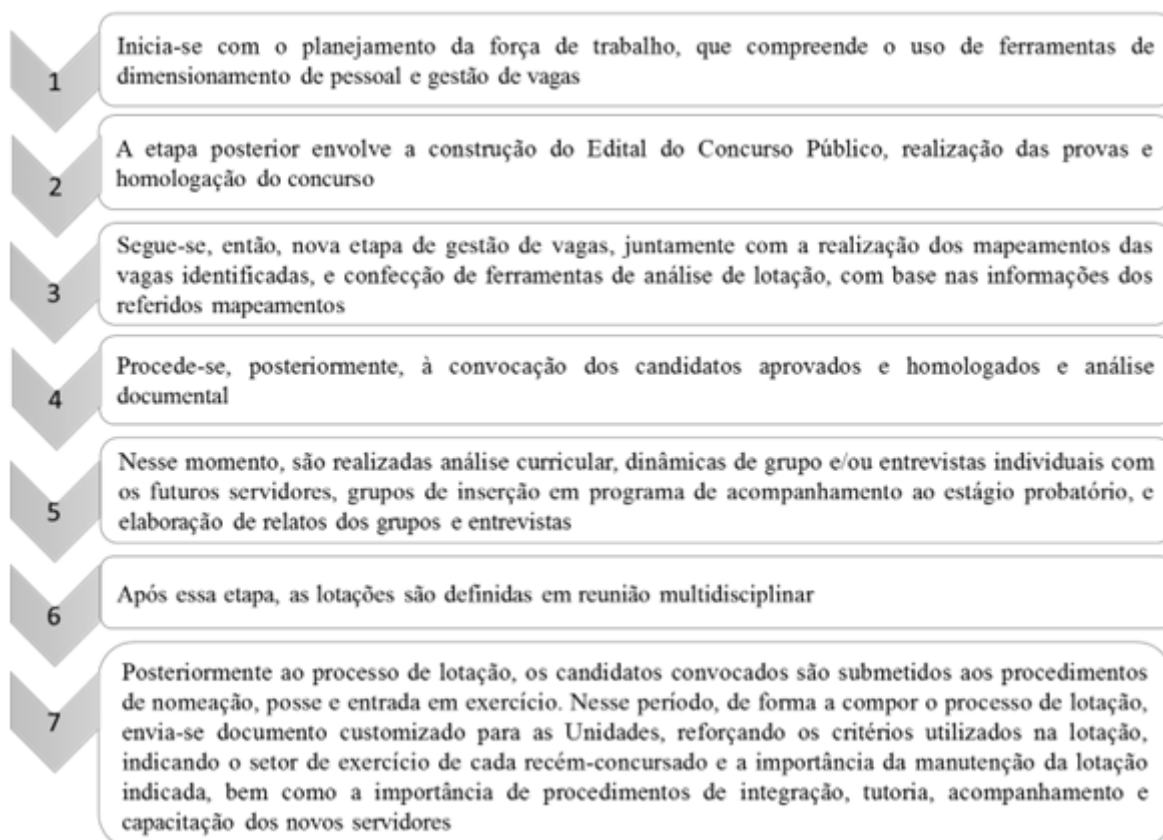 1
Inicia-se com o planejamento da força de trabalho, que compreende o uso de ferramentas de
dimensionamento de pessoal e gestão de vagas
2
A etapa posterior envolve a construção do Edital do Concurso Público, realização das provas e
homologação do concurso
3
Segue-se, então, nova etapa de gestão de vagas, juntamente com a realização dos mapeamentos das
vagas identificadas, e confecção de ferramentas de análise de lotação, com base nas informações dos
referidos mapeamentos
4
Procede-se, posteriormente, à convocação dos candidatos aprovados e homologados e análise
documental
5
Nesse momento, são realizadas análise curricular, dinâmicas de grupo e/ou entrevistas individuais com
os futuros servidores, grupos de inserção em programa de acompanhamento ao estágio probatório, e
elaboração de relatos dos grupos e entrevistas
6
Após essa etapa, as lotações são definidas em reunião multidisciplinar
7
Posteriormente ao processo de lotação, os candidatos convocados são submetidos aos procedimentos
de nomeação, posse e entrada em exercício. Nesse período, de forma a compor o processo de lotação,
envia-se documento customizado para as Unidades, reforçando os critérios utilizados na lotação,
indicando o setor de exercício de cada recém-concursado e a importância da manutenção da lotação
indicada, bem como a importância de procedimentos de integração, tutoria, acompanhamento e
capacitação dos novos servidores